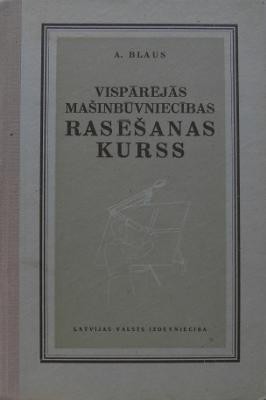 A. BLAUS
VISPĀRĒJĀS
MAŠINBŪVNIECĪBAS
RASĒŠANAS
KURSS
LATVIJAS VALSTS IZDEVNIECĪBA